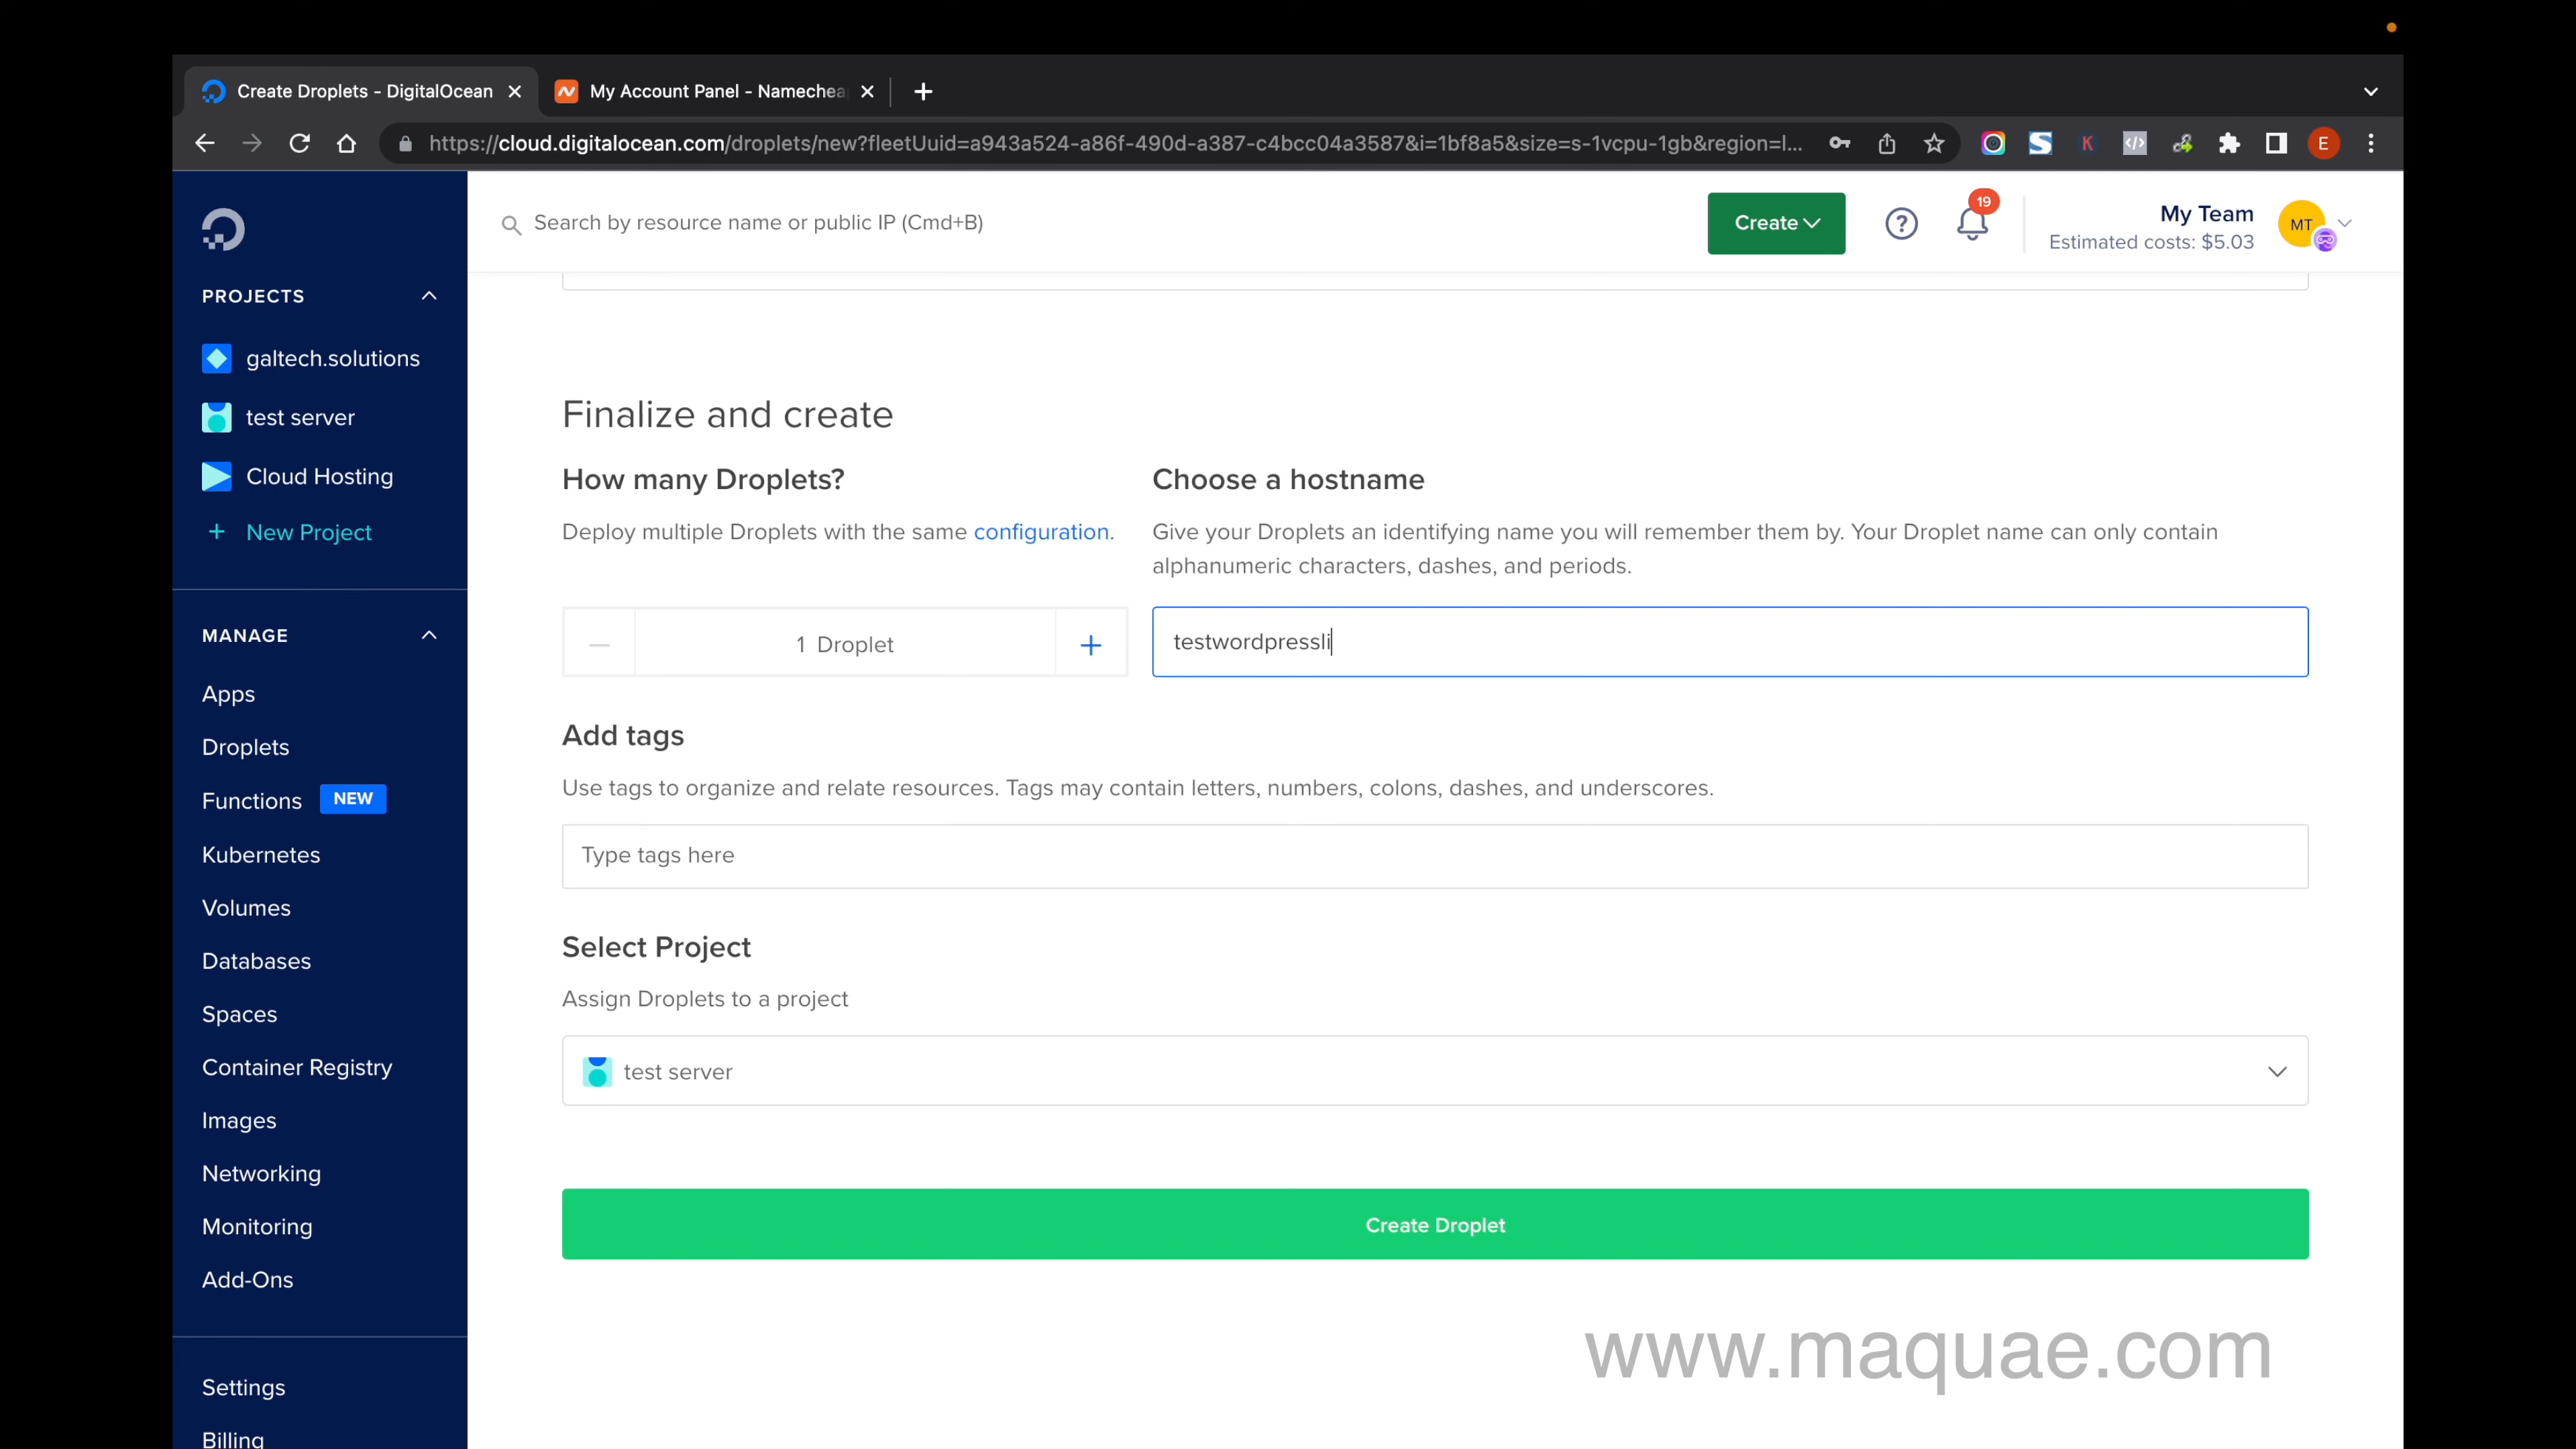 Create Droplets - DigitalOcean
My Account Panel - Namechea
https://cloud.digitalocean.com/droplets/new?fleetUuid=a943a524-a86f-490d-a387-c4bcc04a3587&i=1bf8a5&size=s-1vcpu-1gb&region=l...
K
E
Search by resource name or public IP (Cmd+B)
Create
19
My Team
Estimated costs: $5.03
MT
PROJECTS
galtech.solutions
test server
Cloud Hosting
+ New Project
MANAGE
Apps
Droplets
Functions NEW
Kubernetes
Volumes
Databases
Spaces
Container Registry
Images
Networking
Monitoring
Add-Ons
Settings
Billing
Finalize and create
How many Droplets?
Deploy multiple Droplets with the same configuration.
1 Droplet
Choose a hostname
Give your Droplets an identifying name you will remember them by. Your Droplet name can only contain
alphanumeric characters, dashes, and periods.
testwordpressli
Add tags
Use tags to organize and relate resources. Tags may contain letters, numbers, colons, dashes, and underscores.
Type tags here
Select Project
Assign Droplets to a project
test server
Create Droplet
www.maquae.com